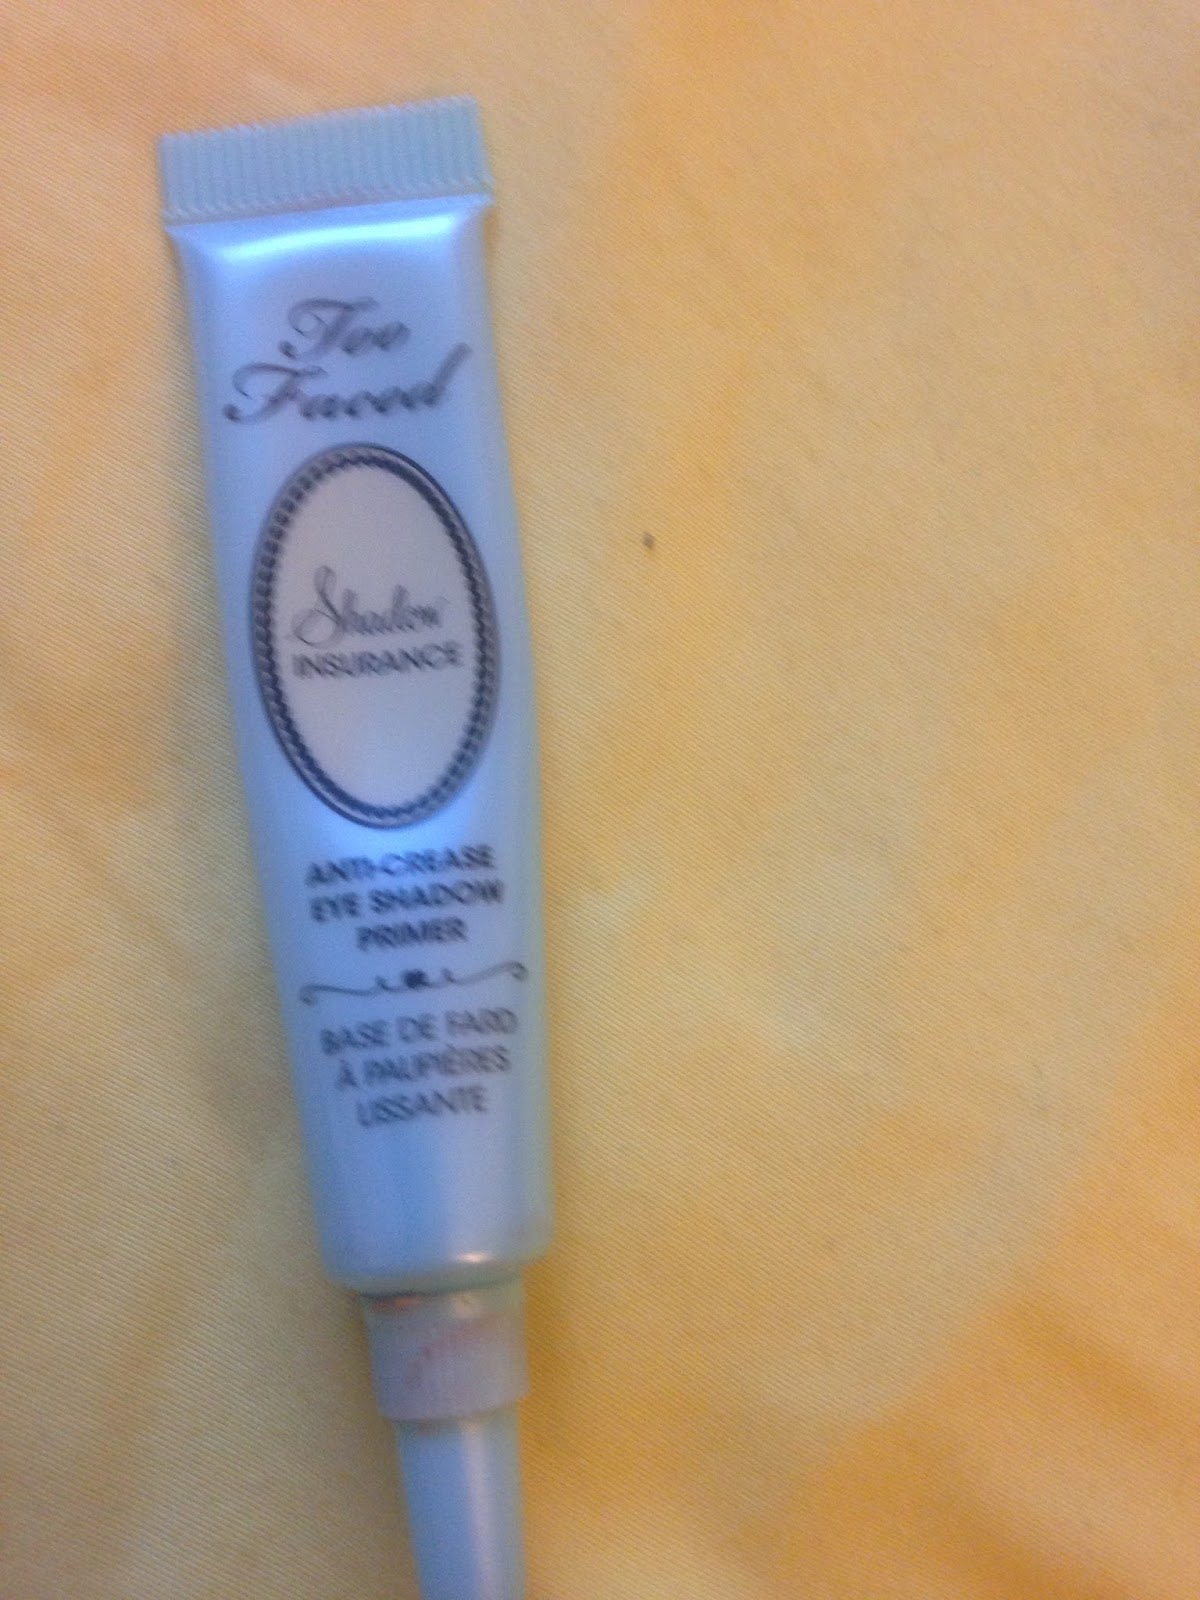 Too
Faced
Shadow
INSURANCE
ANTI-CREASE
EYE SHADOW
PRIMER
BASE DE FARD
À PAUPIÈRES
LISSANTE